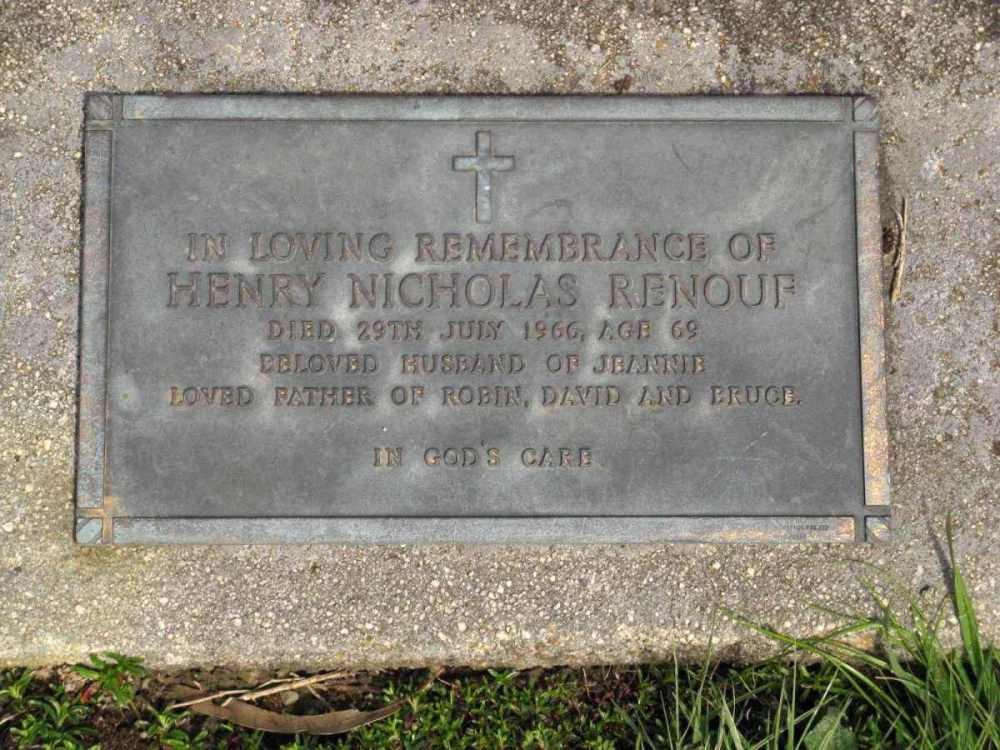 IN LOVING REMEMBRANCE OF
HENRY NICHOLAS RENOUF
DIED 29TH JULY 1966, AGE 69
BELOVED HUSBAND OF JEANNIE
LOVED FATHER OF ROBIN, DAVID AND BRUCE.
IN GOD'S CARE